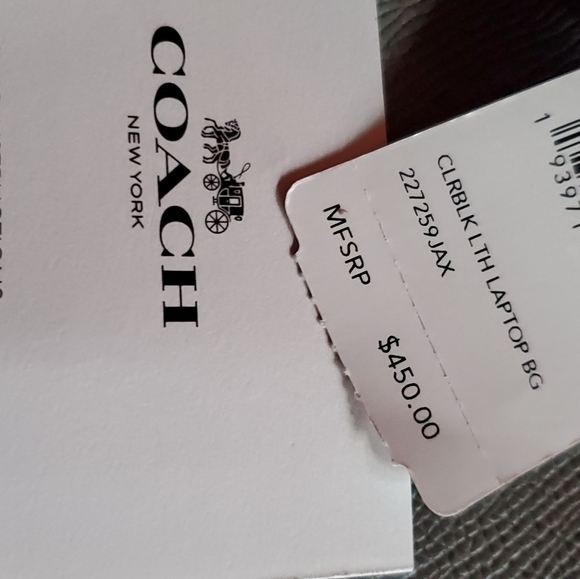 COACH
NEW YORK
CLRBLK LTH LAPTOP BG
227259JAX
MFSRP
$450.00